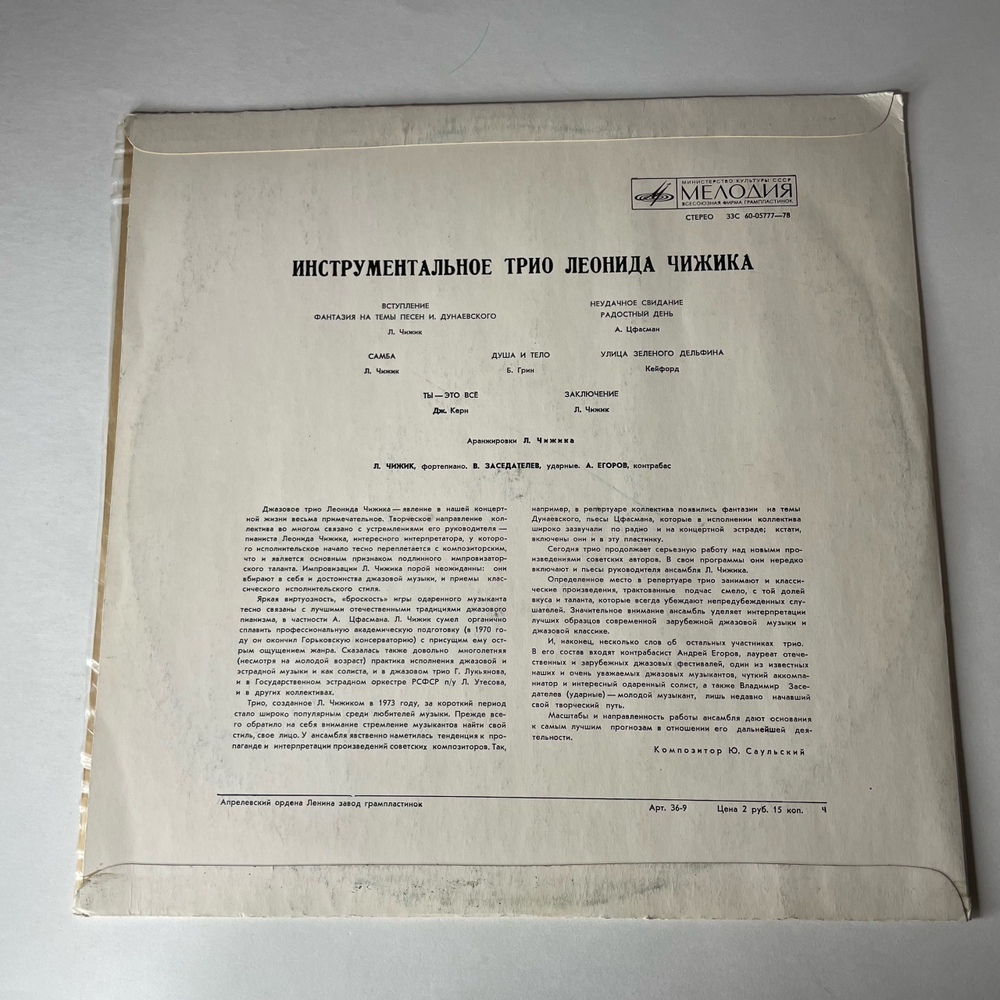 МИНИСТЕРСТВО КУЛЬТУРЫ СССР
МЕЛОДИЯ
ВСЕСОЮЗНАЯ ФИРМА ГРАМПЛАСТИНОК
СТЕРЕО 33С 60-05777—78
ИНСТРУМЕНТАЛЬНОЕ ТРИО ЛЕОНИДА ЧИЖИКА
ВСТУПЛЕНИЕ
ФАНТАЗИЯ НА ТЕМЫ ПЕСЕН И. ДУНАЕВСКОГО
Л. Чижик
НЕУДАЧНОЕ СВИДАНИЕ
РАДОСТНЫЙ ДЕНЬ
А. Цфасман
САМБА
Л. Чижик
ДУША И ТЕЛО
Б. Грин
УЛИЦА ЗЕЛЕНОГО ДЕЛЬФИНА
Кейфорд
ТЫ — ЭТО ВСЁ
Дж. Керн
ЗАКЛЮЧЕНИЕ
Л. Чижик
Аранжировки Л. Чижика
Л. ЧИЖИК, фортепиано. В. ЗАСЕДАТЕЛЕВ, ударные. А. ЕГОРОВ, контрабас
Джазовое трио Леонида Чижика — явление в нашей концерт-
ной жизни весьма примечательное. Творческое направление кол-
лектива во многом связано с устремлениями его руководителя —
пианиста Леонида Чижика, интересного интерпретатора, у которо-
го исполнительское начало тесно переплетается с композиторским,
что и является основным признаком подлинного импровизатор-
ского таланта. Импровизации Л. Чижика порой неожиданны: они
вбирают в себя и достоинства джазовой музыки, и приемы клас-
сического исполнительского стиля.
Яркая виртуозность, «броскость» игры одаренного музыканта
тесно связаны с лучшими отечественными традициями джазового
пианизма, в частности А. Цфасмана. Л. Чижик сумел органично
сплавить профессиональную академическую подготовку (в 1970 го-
ду он окончил Горьковскую консерваторию) с присущим ему ост-
рым ощущением жанра. Сказалась также довольно многолетняя
(несмотря на молодой возраст) практика исполнения джазовой и
эстрадной музыки и как солиста, и в джазовом трио Г. Лукьянова,
и в Государственном эстрадном оркестре РСФСР п/у Л. Утесова,
и в других коллективах.
Трио, созданное Л. Чижиком в 1973 году, за короткий период
стало широко популярным среди любителей музыки. Прежде все-
го обратило на себя внимание стремление музыкантов найти свой
стиль, свое лицо. У ансамбля явственно наметилась тенденция к про-
паганде и интерпретации произведений советских композиторов. Так,
например, в репертуаре коллектива появились фантазии на темы
Дунаевского, пьесы Цфасмана, которые в исполнении коллектива
широко зазвучали по радио и на концертной эстраде; кстати,
включены они и в эту пластинку.
Сегодня трио продолжает серьезную работу над новыми про-
изведениями советских авторов. В свои программы они нередко
включают и пьесы руководителя ансамбля Л. Чижика.
Определенное место в репертуаре трио занимают и класси-
ческие произведения, трактованные подчас смело, с той долей
вкуса и таланта, которые всегда убеждают непредубежденных слу-
шателей. Значительное внимание ансамбль уделяет интерпретации
лучших образцов современной зарубежной джазовой музыки и
джазовой классике.
И, наконец, несколько слов об остальных участниках трио.
В его состав входят контрабасист Андрей Егоров, лауреат отече-
ственных и зарубежных джазовых фестивалей, один из известных
наших и очень уважаемых джазовых музыкантов, чуткий аккомпа-
ниатор и интересный одаренный солист, а также Владимир Засе-
дателев (ударные) — молодой музыкант, лишь недавно начавший
свой творческий путь.
Масштабы и направленность работы ансамбля дают основания
к самым лучшим прогнозам в отношении его дальнейшей дея-
тельности.
Композитор Ю. Саульский
Апрелевский ордена Ленина завод грампластинок Арт. 36-9 Цена 2 руб. 15 коп. Ч